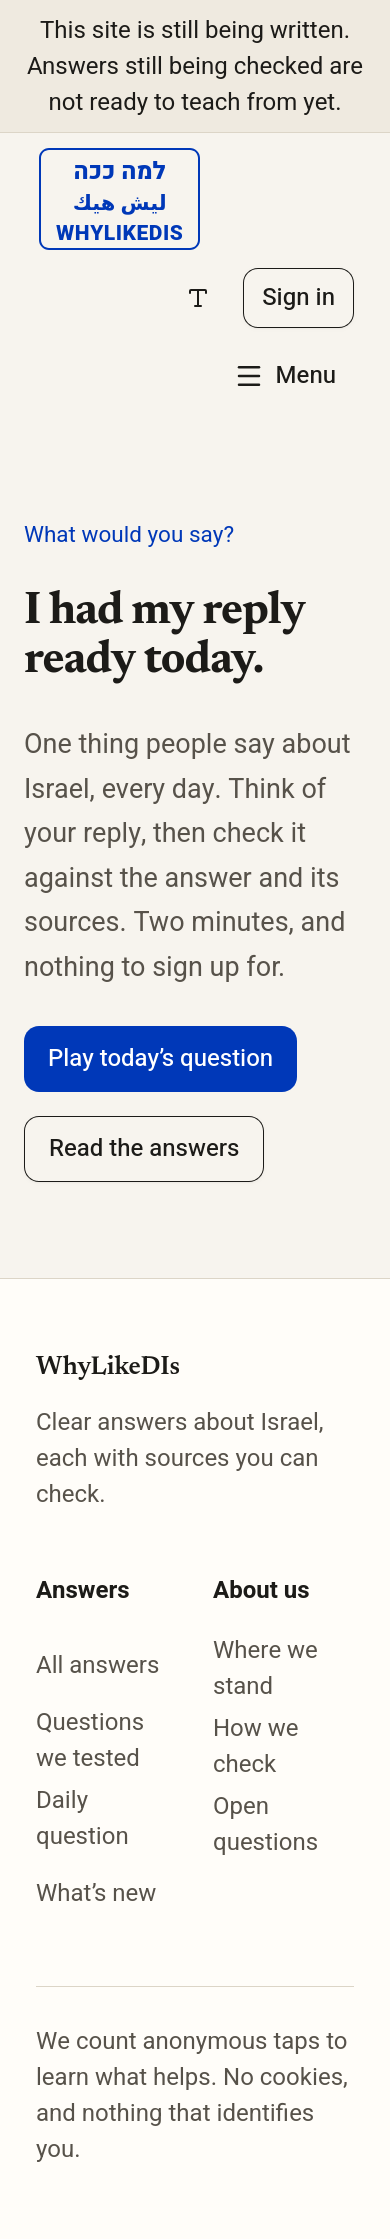 This site is still being written.
Answers still being checked are
not ready to teach from yet.
למה ככה
ليش هيك
WHYLIKEDIS
Sign in
Menu
What would you say?
I had my reply
ready today.
One thing people say about
Israel, every day. Think of
your reply, then check it
against the answer and its
sources. Two minutes, and
nothing to sign up for.
Play today’s question
Read the answers
WhyLikeDIs
Clear answers about Israel,
each with sources you can
check.
Answers
All answers
Questions
we tested
Daily
question
What’s new
About us
Where we
stand
How we
check
Open
questions
We count anonymous taps to
learn what helps. No cookies,
and nothing that identifies
you.